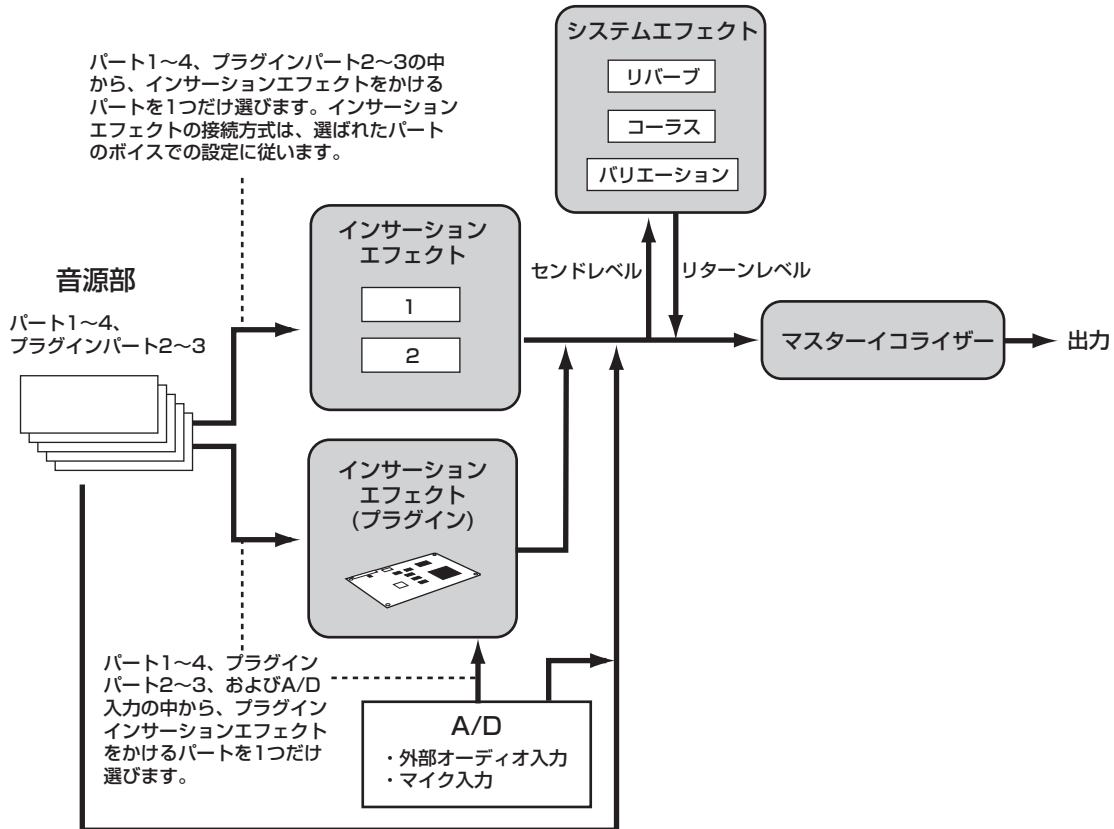 システムエフェクト
リバーブ
コーラス
バリエーション
パート1〜4、プラグインパート2〜3の中
から、インサーションエフェクトをかける
パートを1つだけ選びます。インサーション
エフェクトの接続方式は、選ばれたパート
のボイスでの設定に従います。
インサーション
エフェクト
1
2
センドレベル
リターンレベル
音源部
パート1〜4、
プラグインパート2〜3
マスターイコライザー
出力
インサーション
エフェクト
(プラグイン)
パート1〜4、プラグイン
パート2〜3、およびA/D
入力の中から、プラグイン
インサーションエフェクト
をかけるパートを1つだけ
選びます。
A/D
・外部オーディオ入力
・マイク入力